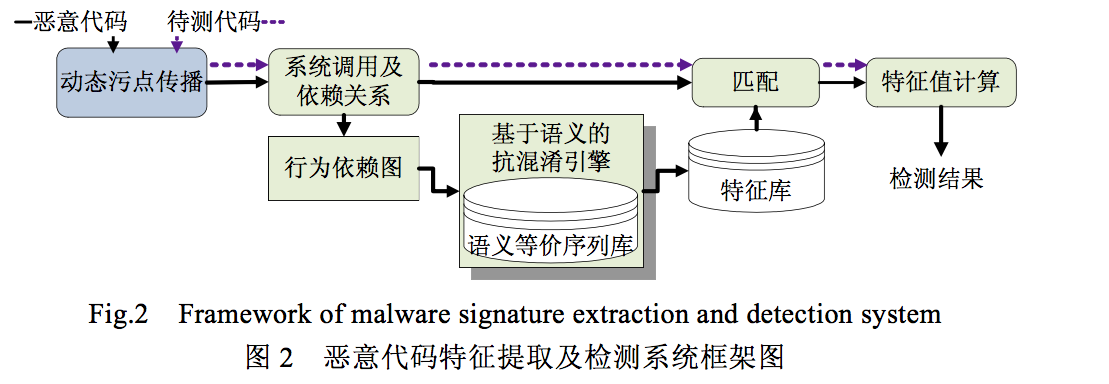 恶意代码
待测代码
动态污点传播
系统调用及
依赖关系
匹配
特征值计算
行为依赖图
基于语义的
抗混淆引擎
语义等价序列库
特征库
检测结果
Fig.2 Framework of malware signature extraction and detection system
图 2 恶意代码特征提取及检测系统框架图